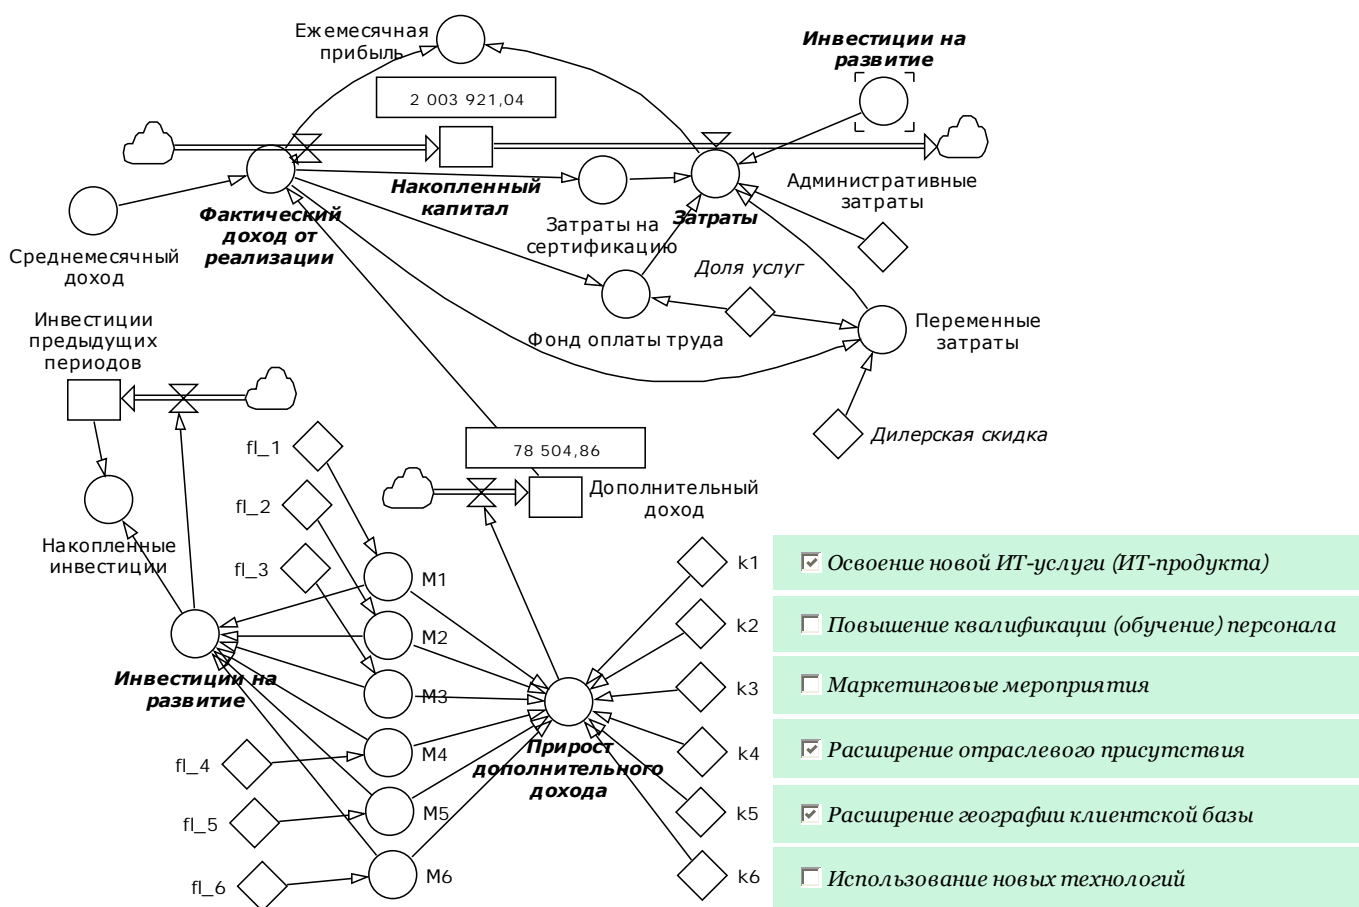 Ежемесячная
прибыль
Инвестиции на
развитие
2 003 921,04
Накопленный
капитал
Административные
затраты
Фактический
доход от
реализации
Затраты на
сертификацию
Затраты
Среднемесячный
доход
Доля услуг
Инвестиции
предыдущих
периодов
Фонд оплаты труда
Переменные
затраты
Дилерская скидка
fl_1
78 504,86
fl_2
Дополнительный
доход
Накопленные
инвестиции
fl_3
M1
k1
Освоение новой ИТ-услуги (ИТ-продукта)
M2
k2
Повышение квалификации (обучение) персонала
Инвестиции на
развитие
M3
k3
Маркетинговые мероприятия
fl_4
M4
Прирост
дополнительного
дохода
k4
Расширение отраслевого присутствия
fl_5
M5
k5
Расширение географии клиентской базы
fl_6
M6
k6
Использование новых технологий